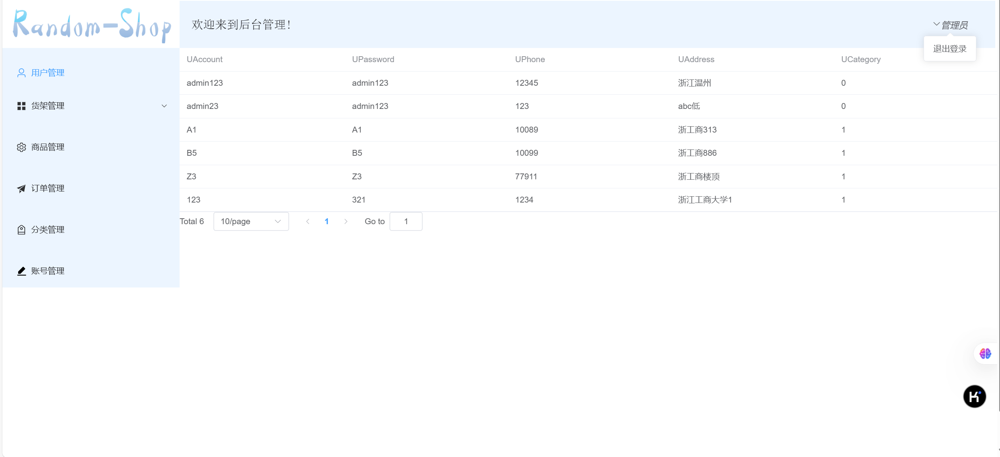 Random-Shop
欢迎来到后台管理！
管理员
退出登录
用户管理
货架管理
商品管理
订单管理
分类管理
账号管理
UAccount UPassword UPhone UAddress UCategory
admin123 admin123 12345 浙江温州 0
admin23 admin123 123 abc低 0
A1 A1 10089 浙工商313 1
B5 B5 10099 浙工商886 1
Z3 Z3 77911 浙工商楼顶 1
123 321 1234 浙江工商大学1 1
Total 6 10/page 1 Go to 1
K